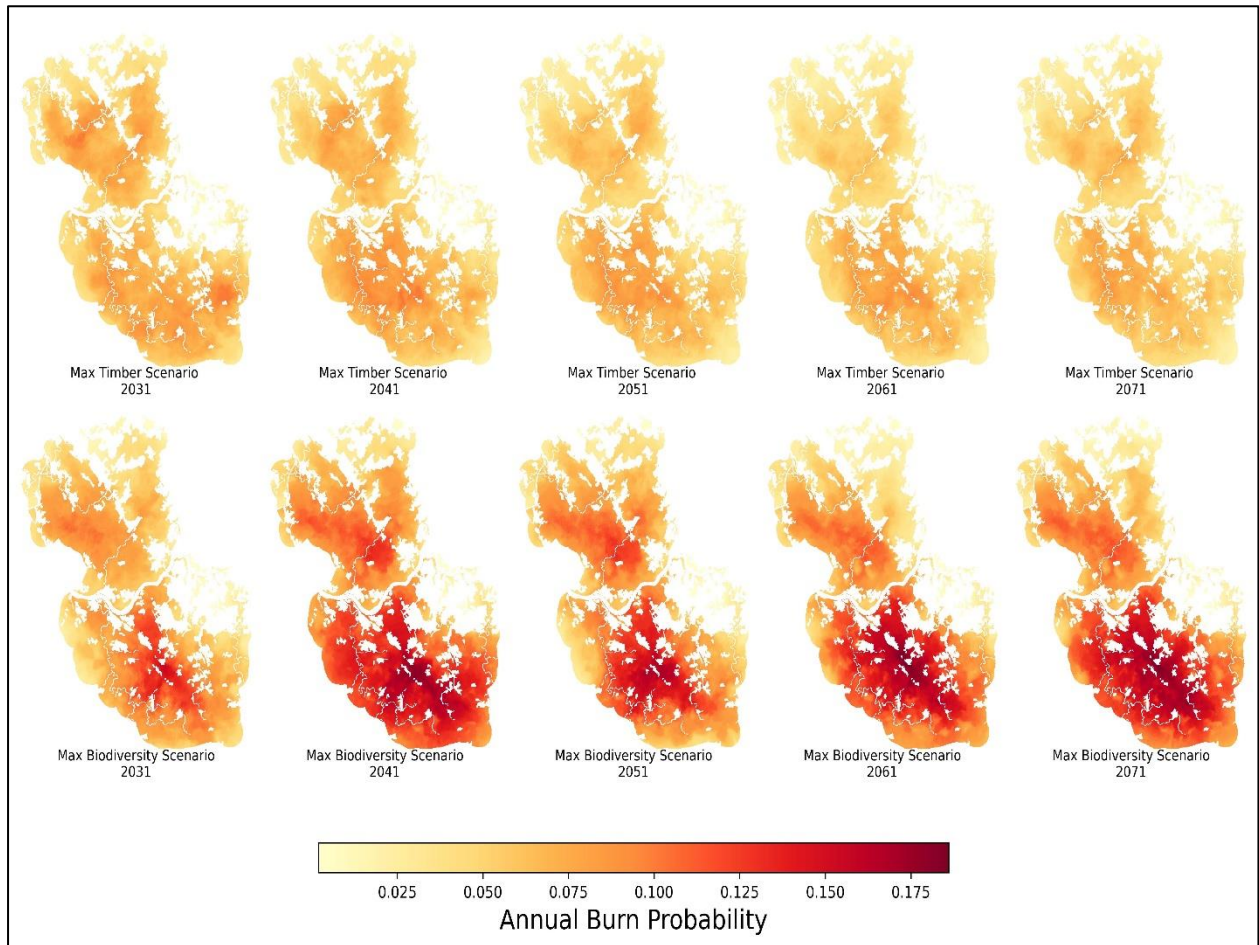 Max Timber Scenario
2031
Max Timber Scenario
2041
Max Timber Scenario
2051
Max Timber Scenario
2061
Max Timber Scenario
2071
Max Biodiversity Scenario
2031
Max Biodiversity Scenario
2041
Max Biodiversity Scenario
2051
Max Biodiversity Scenario
2061
Max Biodiversity Scenario
2071
0.025 0.050 0.075 0.100 0.125 0.150 0.175
Annual Burn Probability